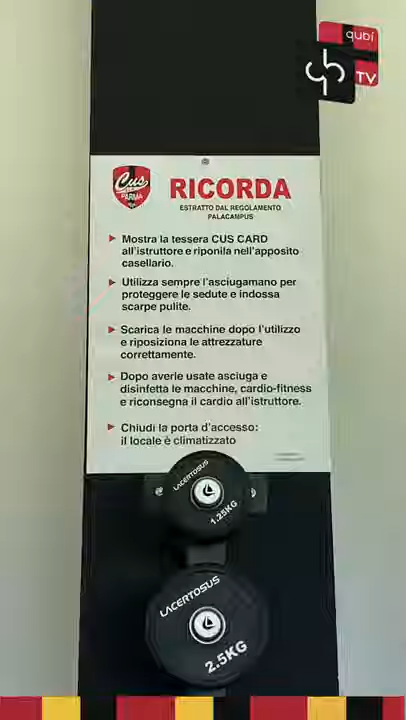 qubí
TV
Cus
PARMA
RICORDA
ESTRATTO DAL REGOLAMENTO
PALACAMPUS
Mostra la tessera CUS CARD
all'istruttore e riponila nell'apposito
casellario.
Utilizza sempre l'asciugamano per
proteggere le sedute e indossa
scarpe pulite.
Scarica le macchine dopo l'utilizzo
e riposiziona le attrezzature
correttamente.
Dopo averle usate asciuga e
disinfetta le macchine, cardio-fitness
e riconsegna il cardio all'istruttore.
Chiudi la porta d'accesso:
il locale è climatizzato
LACERTOSUS
1.25KG
LACERTOSUS
2.5KG